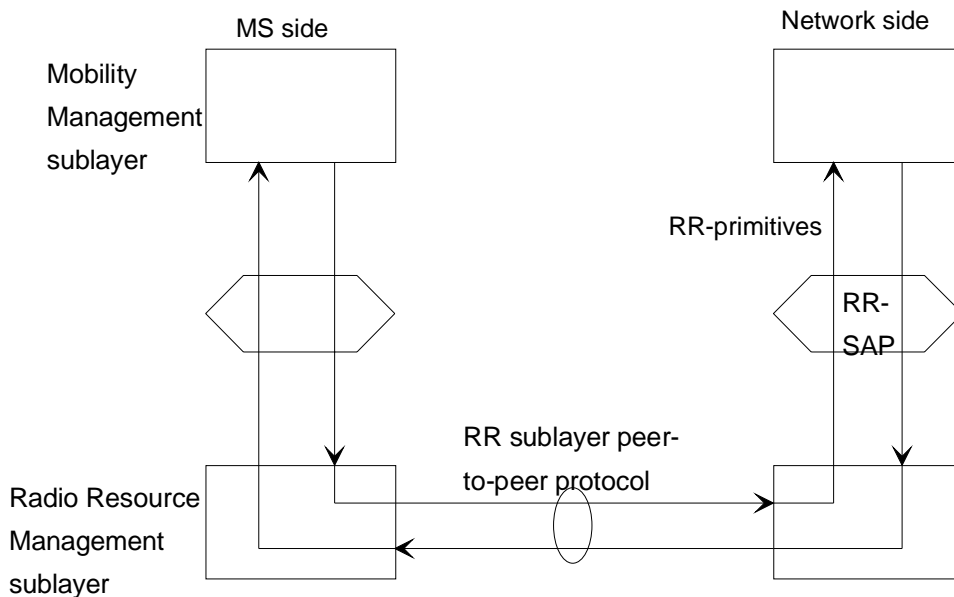 MS side
Network side
Mobility
Management
sublayer
RR-primitives
RR-
SAP
RR sublayer peer-
to-peer protocol
Radio Resource
Management
sublayer